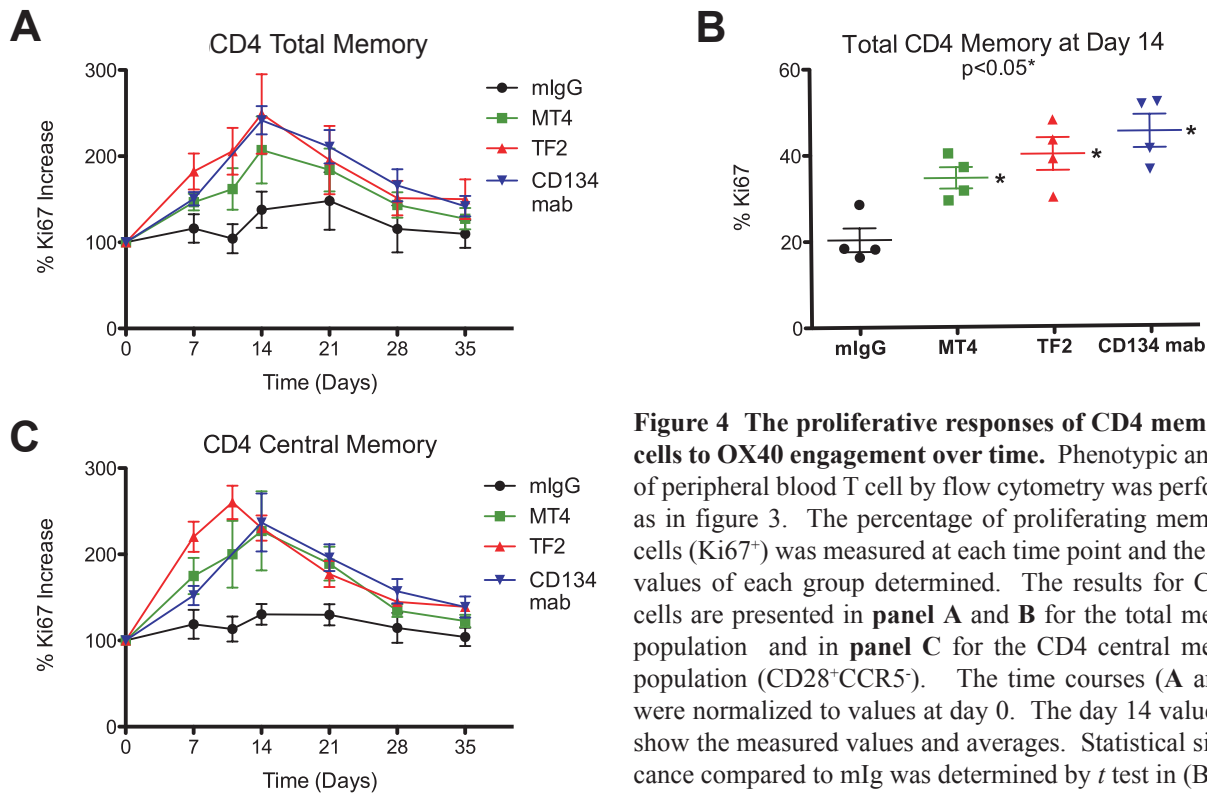 A
CD4 Total Memory
300
200
100
0
% Ki67 Increase
0 7 14 21 28 35
Time (Days)
mIgG
MT4
TF2
CD134
mab
B
Total CD4 Memory at Day 14
p<0.05*
60
40
20
0
% Ki67
* * *
mIgG MT4 TF2 CD134 mab
C
CD4 Central Memory
300
200
100
0
% Ki67 Increase
0 7 14 21 28 35
Time (Days)
mIgG
MT4
TF2
CD134
mab
Figure 4 The proliferative responses of CD4 mem
cells to OX40 engagement over time. Phenotypic an
of peripheral blood T cell by flow cytometry was perfo
as in figure 3. The percentage of proliferating mem
cells (Ki67⁺) was measured at each time point and the
values of each group determined. The results for C
cells are presented in panel A and B for the total me
population and in panel C for the CD4 central me
population (CD28⁺CCR5⁻). The time courses (A a
were normalized to values at day 0. The day 14 value
show the measured values and averages. Statistical si
cance compared to mIg was determined by t test in (B